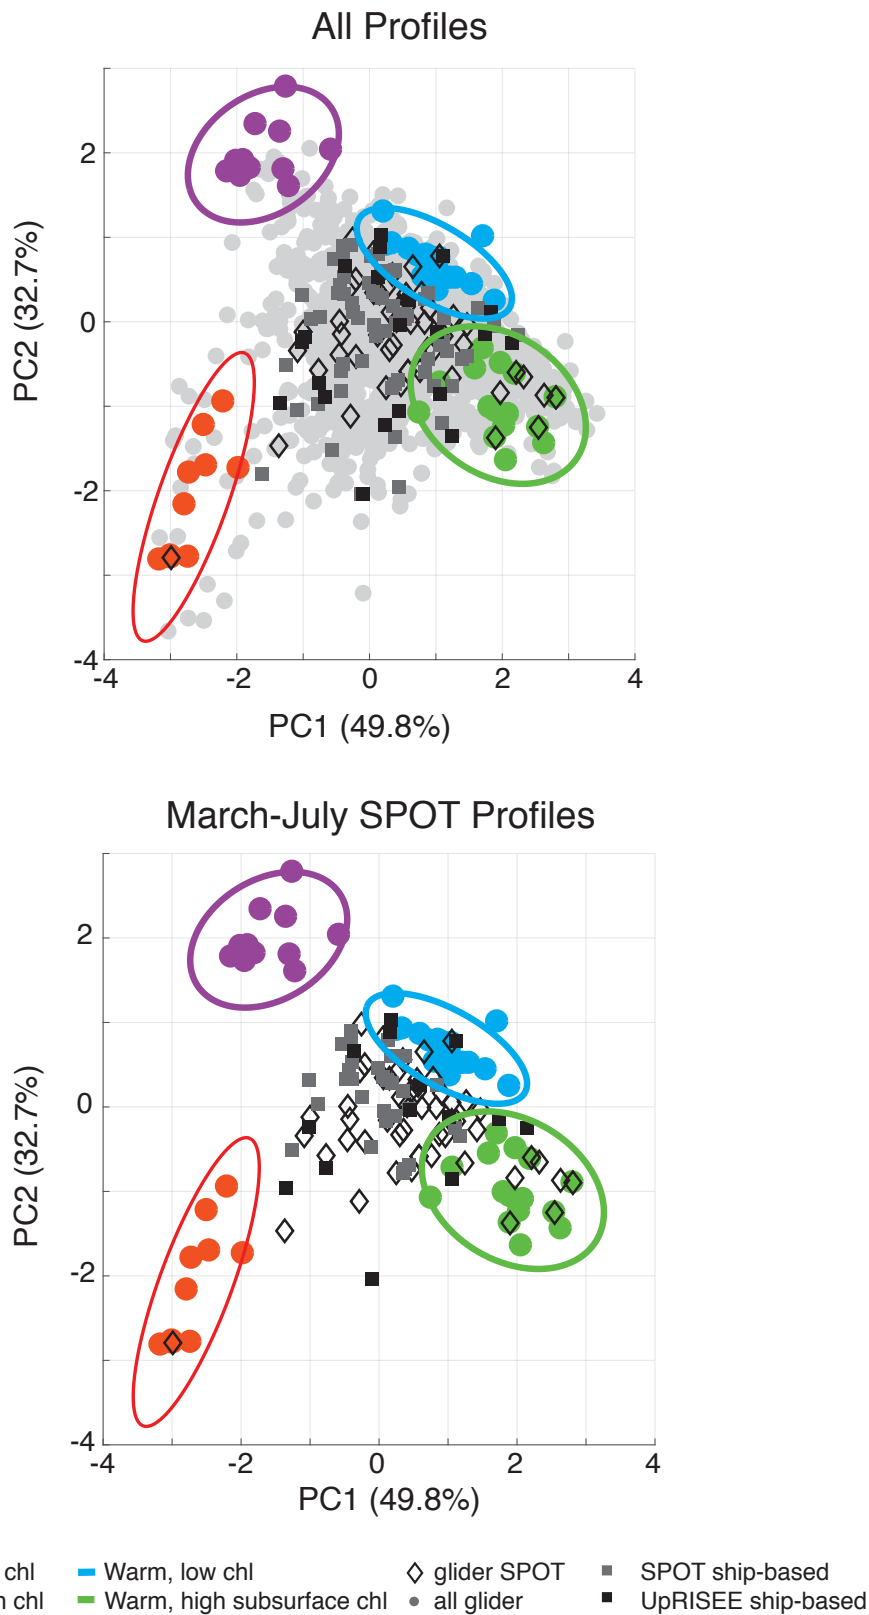 All Profiles
2
0
-2
-4
PC2 (32.7%)
-4 -2 0 2 4
PC1 (49.8%)
March-July SPOT Profiles
2
0
-2
-4
PC2 (32.7%)
-4 -2 0 2 4
PC1 (49.8%)
chl Warm, low chl glider SPOT SPOT ship-based
chl Warm, high subsurface chl all glider UpRISEE ship-based